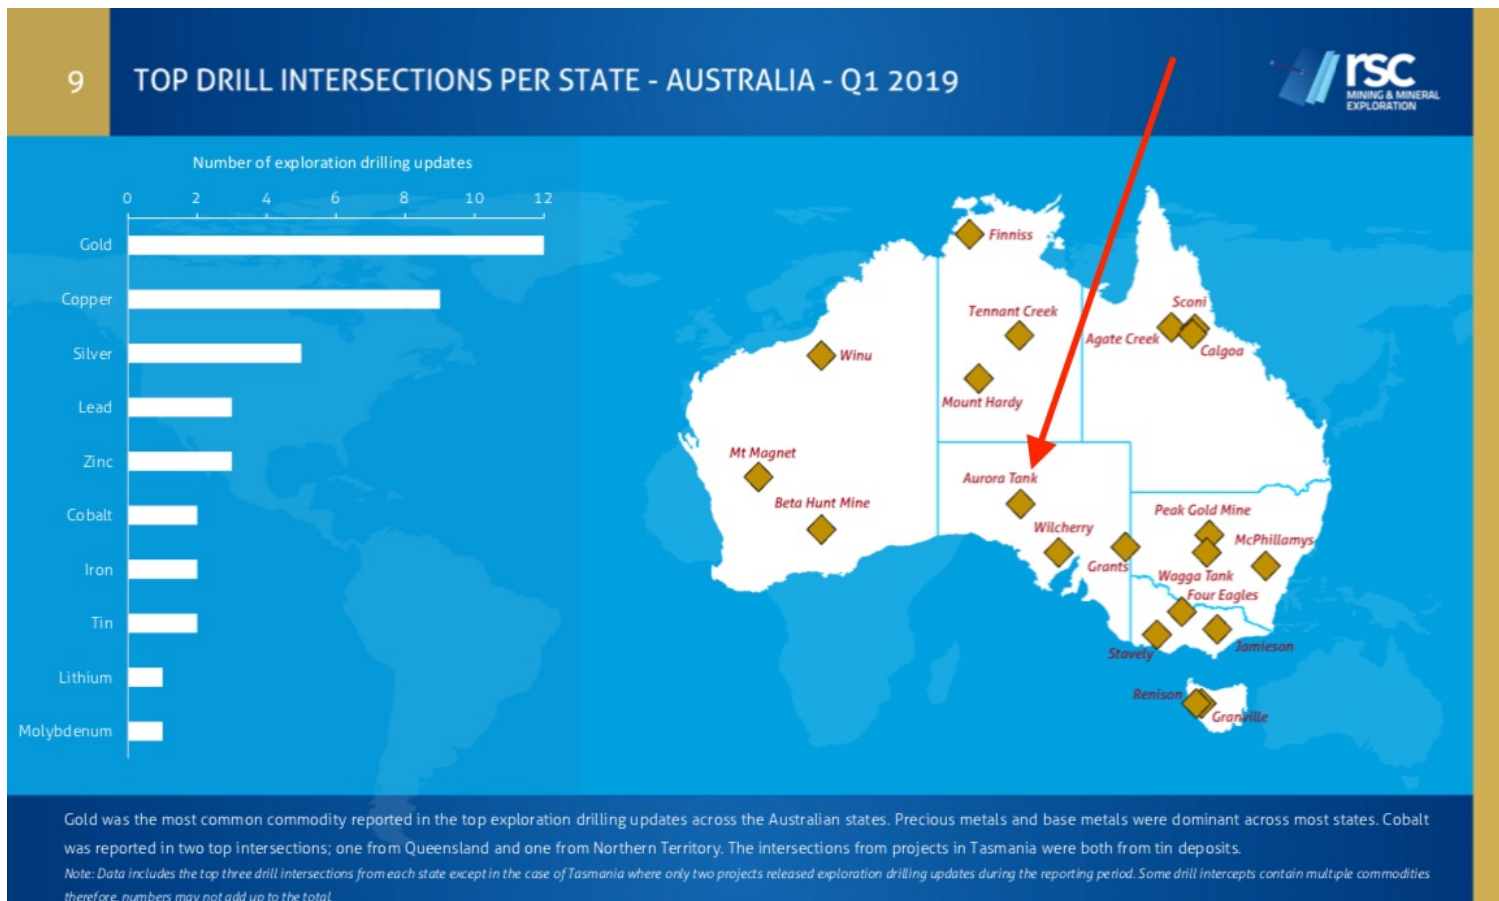 9
TOP DRILL INTERSECTIONS PER STATE - AUSTRALIA - Q1 2019
rsc
MINING & MINERAL
EXPLORATION
Number of exploration drilling updates
0 2 4 6 8 10 12
Gold
Copper
Silver
Lead
Zinc
Cobalt
Iron
Tin
Lithium
Molybdenum
Finniss
Tennant Creek
Sconi
Agate Creek
Calgoa
Winu
Mount Hardy
Mt Magnet
Aurora Tank
Beta Hunt Mine
Peak Gold Mine
Wilcherry
McPhillamys
Grants
Wagga Tank
Four Eagles
Stavely
Jamieson
Renison
Granville
Gold was the most common commodity reported in the top exploration drilling updates across the Australian states. Precious metals and base metals were dominant across most states. Cobalt
was reported in two top intersections; one from Queensland and one from Northern Territory. The intersections from projects in Tasmania were both from tin deposits.
Note: Data includes the top three drill intersections from each state except in the case of Tasmania where only two projects released exploration drilling updates during the reporting period. Some drill intercepts contain multiple commodities
therefore, numbers may not add up to the total